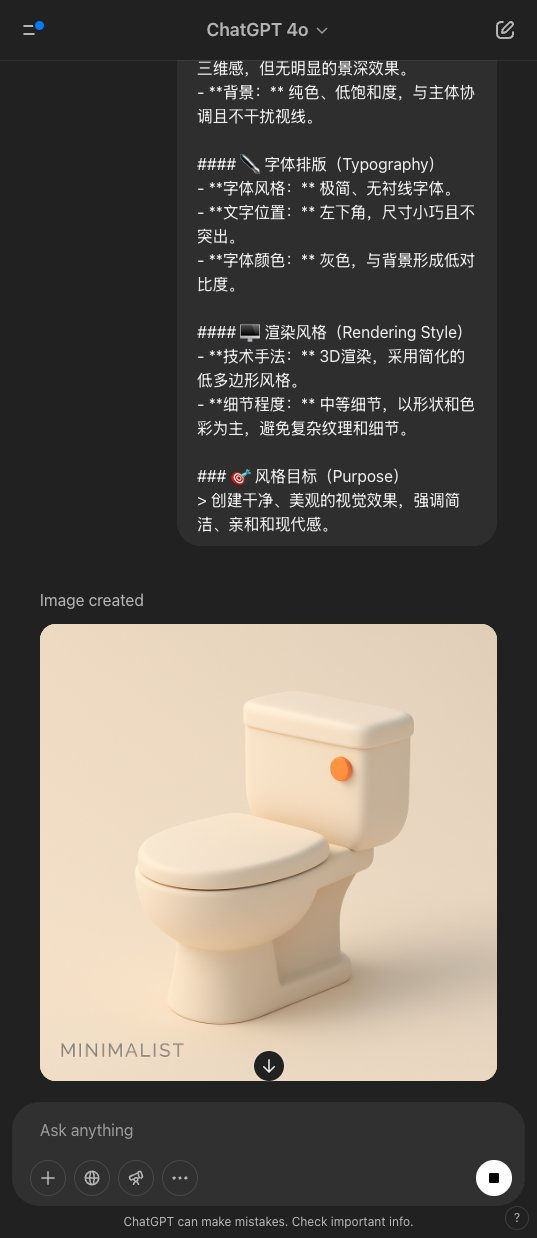 ChatGPT 4o
三维感，但无明显的景深效果。
- **背景：** 纯色、低饱和度，与主体协
调且不干扰视线。
#### ✒️ 字体排版（Typography）
- **字体风格：** 极简、无衬线字体。
- **文字位置：** 左下角，尺寸小巧且不
突出。
- **字体颜色：** 灰色，与背景形成低对
比度。
#### 🖥️ 渲染风格（Rendering Style）
- **技术手法：** 3D渲染，采用简化的
低多边形风格。
- **细节程度：** 中等细节，以形状和色
彩为主，避免复杂纹理和细节。
### 🎯 风格目标（Purpose）
> 创建干净、美观的视觉效果，强调简
洁、亲和和现代感。
Image created
MINIMALIST
Ask anything
ChatGPT can make mistakes. Check important info.
?